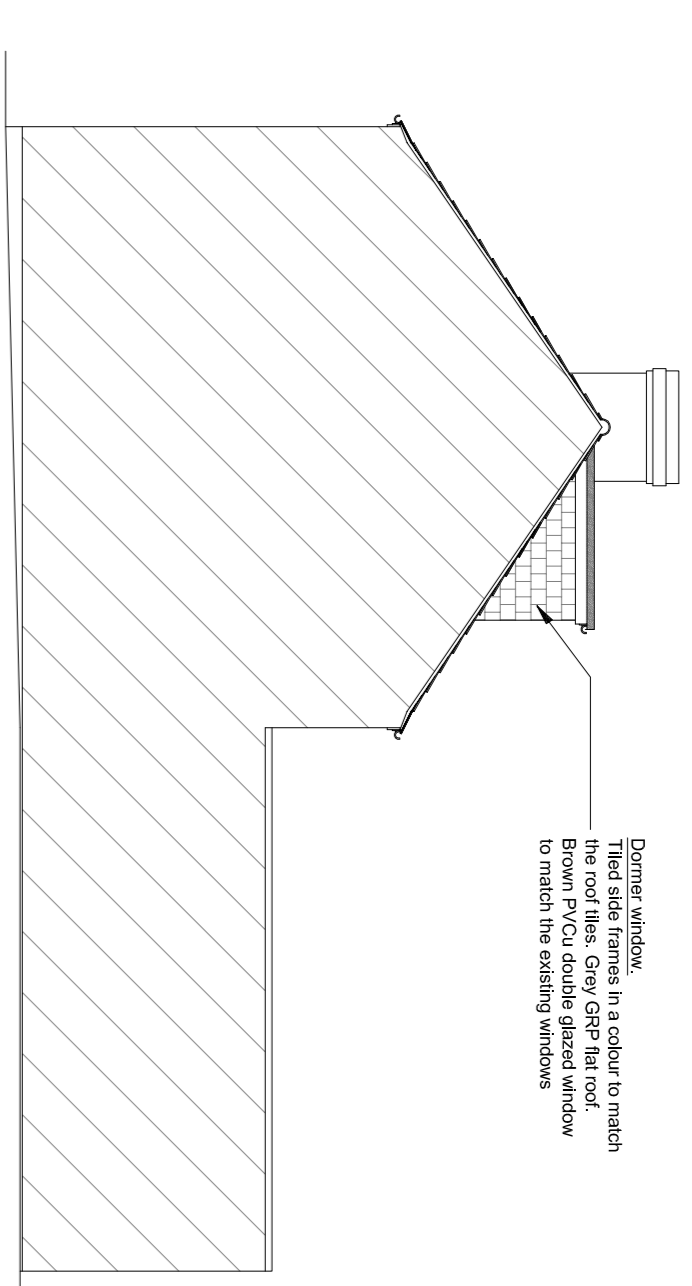 Dormer window.
Tiled side frames in a colour to match
the roof tiles. Grey GRP flat roof.
Brown PVCu double glazed window
to match the existing windows